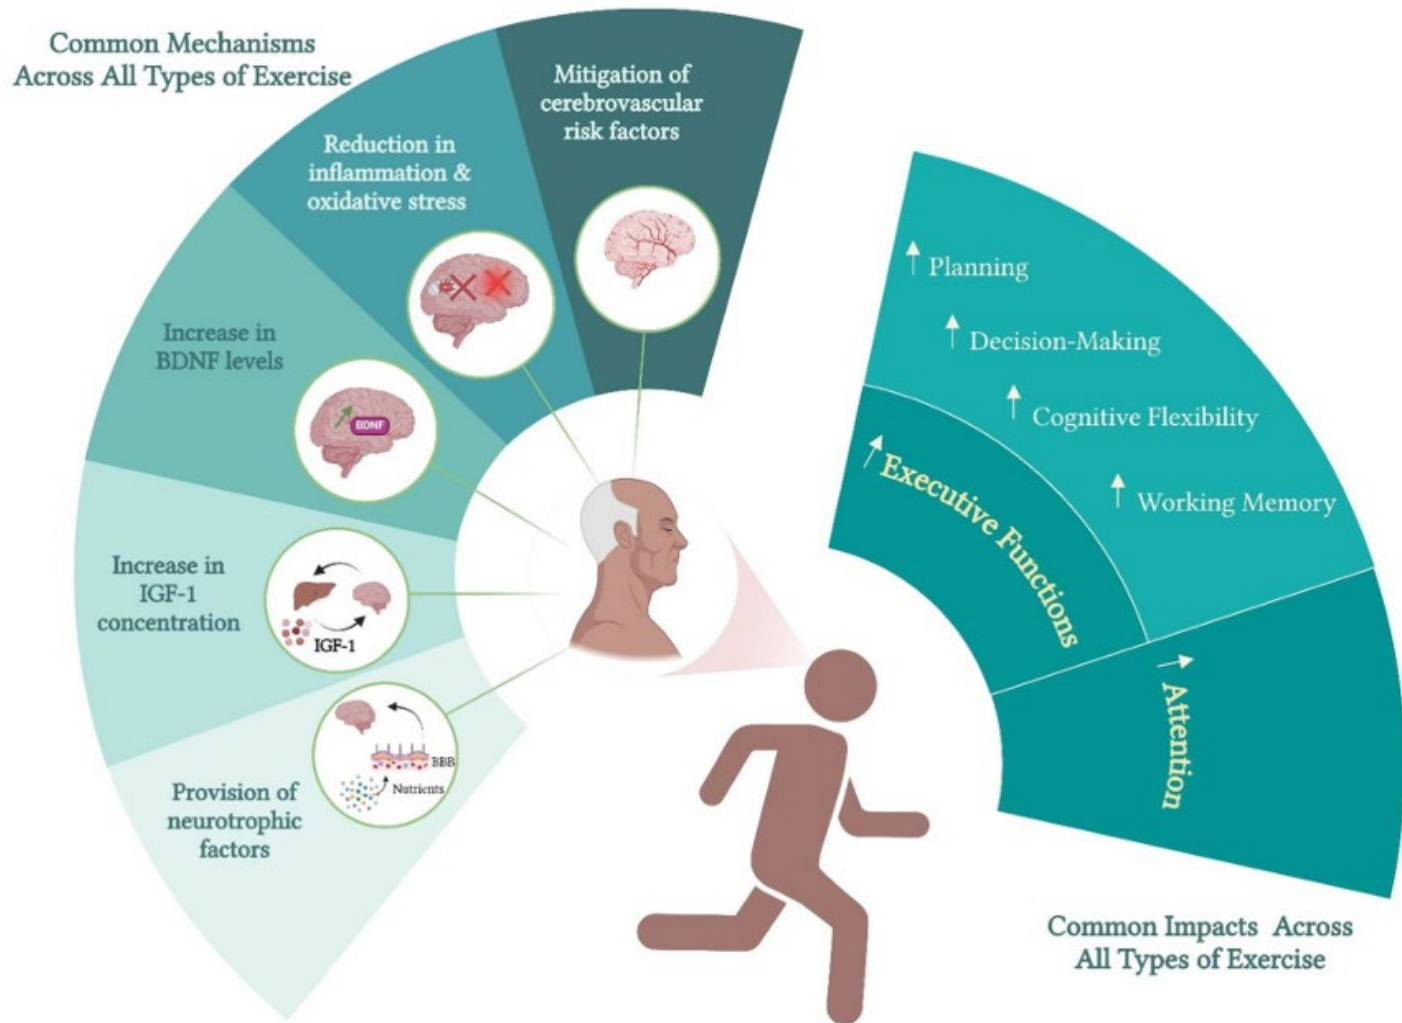 Common Mechanisms
Across All Types of Exercise
Mitigation of
cerebrovascular
risk factors
Reduction in
inflammation &
oxidative stress
Increase in
BDNF levels
BDNF
Increase in
IGF-1
concentration
IGF-1
Provision of
neurotrophic
factors
BBB
Nutrients
Planning
Decision-Making
Cognitive Flexibility
Working Memory
Executive Functions
Attention
Common Impacts Across
All Types of Exercise